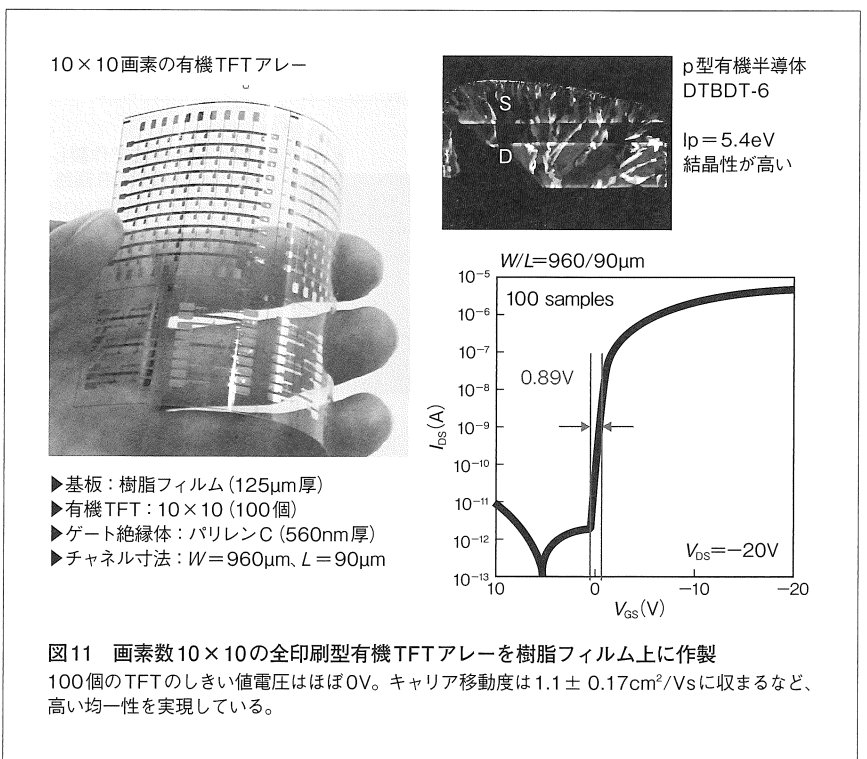 10×10画素の有機TFTアレー
S
D
p型有機半導体
DTBDT-6
Ip=5.4eV
結晶性が高い
▶基板:樹脂フィルム(125μm厚)
▶有機TFT:10×10(100個)
▶ゲート絶縁体:パリレンC(560nm厚)
▶チャネル寸法:W=960μm、L=90μm
W/L=960/90μm
100 samples
0.89V
VDS=−20V
IDS(A)
10⁻⁵
10⁻⁶
10⁻⁷
10⁻⁸
10⁻⁹
10⁻¹⁰
10⁻¹¹
10⁻¹²
10⁻¹³
10 0 −10 −20
VGS(V)
図11 画素数10×10の全印刷型有機TFTアレーを樹脂フィルム上に作製
100個のTFTのしきい値電圧はほぼ0V。キャリア移動度は1.1± 0.17cm²/Vsに収まるなど、
高い均一性を実現している。